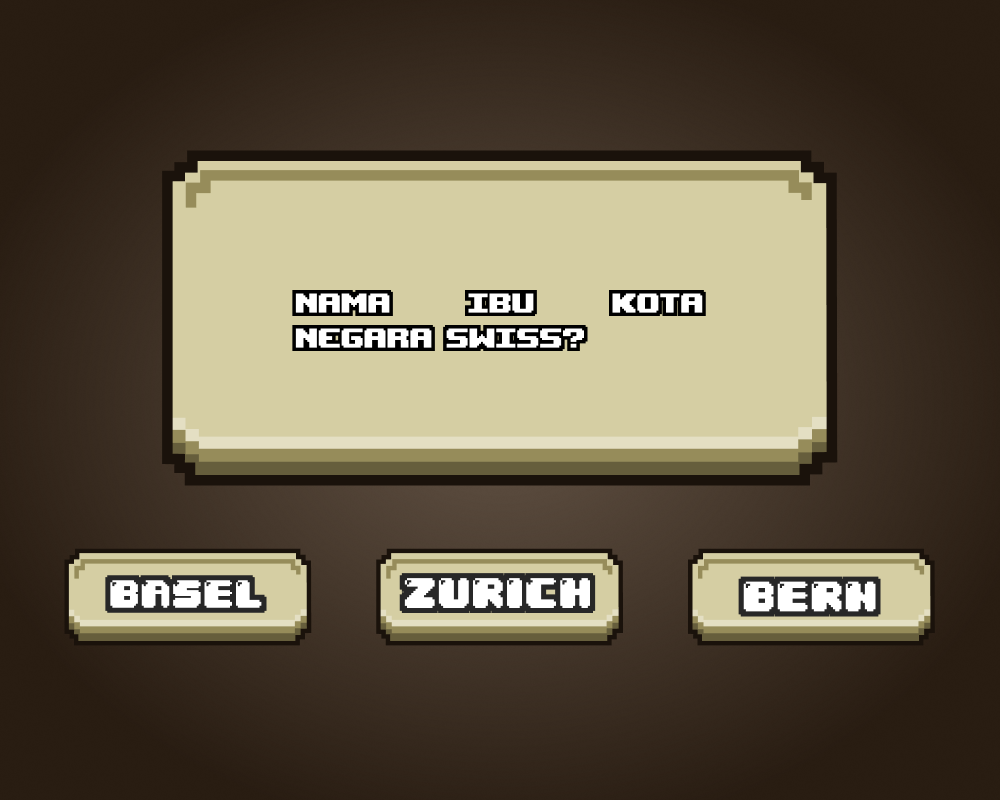 NAMA IBU KOTA
NEGARA SWISS?
BASEL
ZURICH
BERN